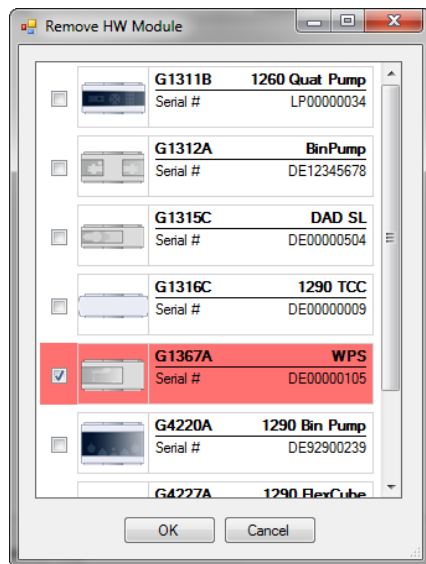 Remove HW Module
G1311B 1260 Quat Pump
Serial # LP00000034
G1312A BinPump
Serial # DE12345678
G1315C DAD SL
Serial # DE00000504
G1316C 1290 TCC
Serial # DE00000009
G1367A WPS
Serial # DE00000105
G4220A 1290 Bin Pump
Serial # DE92900239
G4227A 1290 FlexCube
OK Cancel